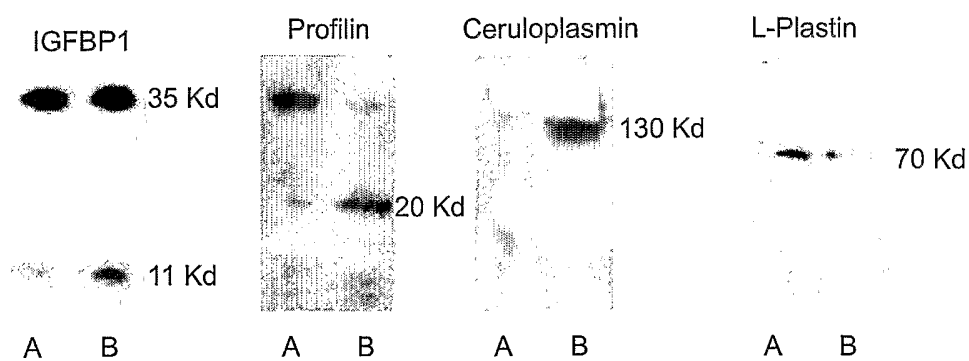 IGFBP1
Profilin
Ceruloplasmin
L-Plastin
35 Kd
130 Kd
70 Kd
20 Kd
11 Kd
A B
A B
A B
A B